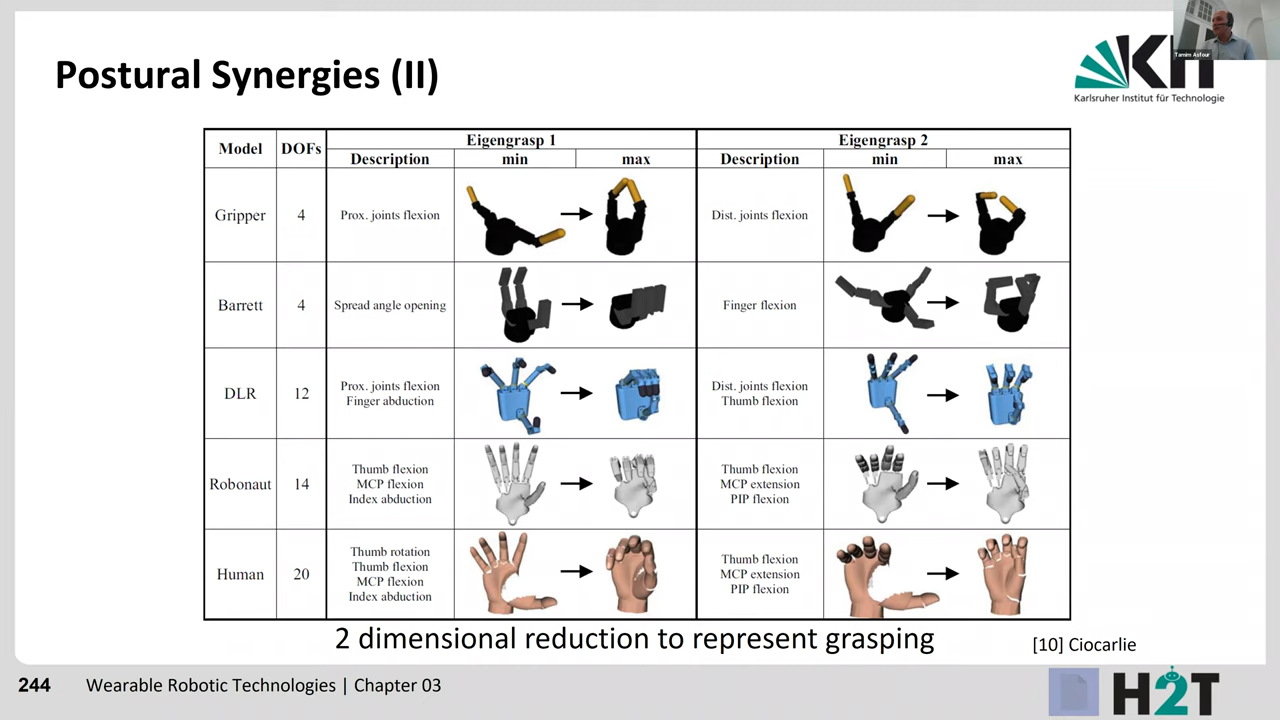 Postural Synergies (II)
KIT
Karlsruher Institut für Technologie
Tamim Asfour
Model DOFs Eigengrasp 1 Eigengrasp 2
Description min max Description min max
Gripper 4 Prox. joints flexion Dist. joints flexion
Barrett 4 Spread angle opening Finger flexion
DLR 12 Prox. joints flexion Dist. joints flexion
Finger abduction Thumb flexion
Robonaut 14 Thumb flexion Thumb flexion
MCP flexion MCP extension
Index abduction PIP flexion
Human 20 Thumb rotation
Thumb flexion Thumb flexion
MCP flexion MCP extension
Index abduction PIP flexion
2 dimensional reduction to represent grasping
[10] Ciocarlie
244 Wearable Robotic Technologies | Chapter 03
H2T